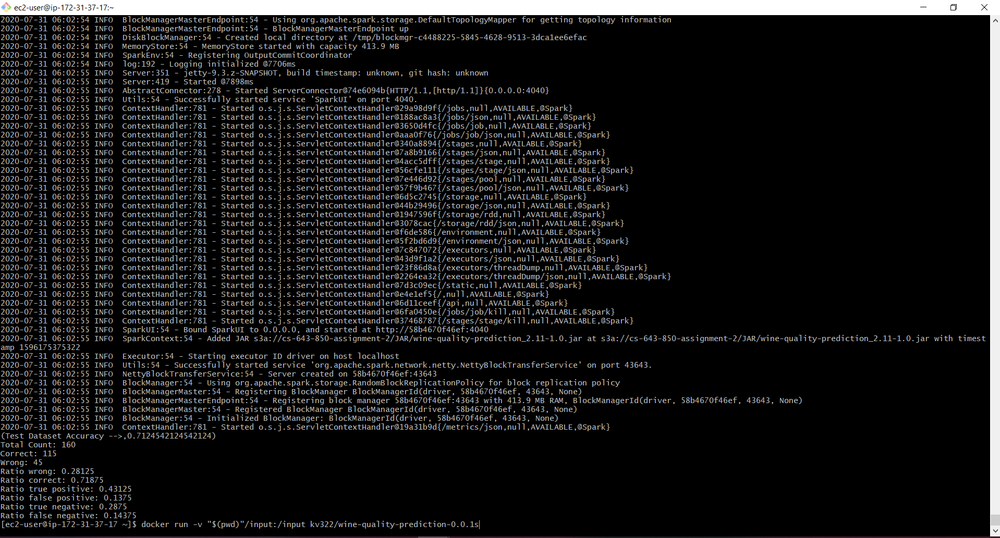 ec2-user@ip-172-31-37-17:~
2020-07-31 06:02:54 INFO  BlockManagerMasterEndpoint:54 - Using org.apache.spark.storage.DefaultTopologyMapper for getting topology information
2020-07-31 06:02:54 INFO  BlockManagerMasterEndpoint:54 - BlockManagerMasterEndpoint up
2020-07-31 06:02:54 INFO  DiskBlockManager:54 - Created local directory at /tmp/blockmgr-c4488225-5845-4628-9513-3dca1ee6efac
2020-07-31 06:02:54 INFO  MemoryStore:54 - MemoryStore started with capacity 413.9 MB
2020-07-31 06:02:54 INFO  SparkEnv:54 - Registering OutputCommitCoordinator
2020-07-31 06:02:54 INFO  log:192 - Logging initialized @7706ms
2020-07-31 06:02:55 INFO  Server:351 - jetty-9.3.z-SNAPSHOT, build timestamp: unknown, git hash: unknown
2020-07-31 06:02:55 INFO  Server:419 - Started @7898ms
2020-07-31 06:02:55 INFO  AbstractConnector:278 - Started ServerConnector@74e6094b{HTTP/1.1,[http/1.1]}{0.0.0.0:4040}
2020-07-31 06:02:55 INFO  Utils:54 - Successfully started service 'SparkUI' on port 4040.
2020-07-31 06:02:55 INFO  ContextHandler:781 - Started o.s.j.s.ServletContextHandler@29a98d9f{/jobs,null,AVAILABLE,@Spark}
2020-07-31 06:02:55 INFO  ContextHandler:781 - Started o.s.j.s.ServletContextHandler@188ac8a3{/jobs/json,null,AVAILABLE,@Spark}
2020-07-31 06:02:55 INFO  ContextHandler:781 - Started o.s.j.s.ServletContextHandler@3650d4fc{/jobs/job,null,AVAILABLE,@Spark}
2020-07-31 06:02:55 INFO  ContextHandler:781 - Started o.s.j.s.ServletContextHandler@aaa0f76{/jobs/job/json,null,AVAILABLE,@Spark}
2020-07-31 06:02:55 INFO  ContextHandler:781 - Started o.s.j.s.ServletContextHandler@340a8894{/stages,null,AVAILABLE,@Spark}
2020-07-31 06:02:55 INFO  ContextHandler:781 - Started o.s.j.s.ServletContextHandler@7a8b9166{/stages/json,null,AVAILABLE,@Spark}
2020-07-31 06:02:55 INFO  ContextHandler:781 - Started o.s.j.s.ServletContextHandler@4acc5dff{/stages/stage,null,AVAILABLE,@Spark}
2020-07-31 06:02:55 INFO  ContextHandler:781 - Started o.s.j.s.ServletContextHandler@56cfe111{/stages/stage/json,null,AVAILABLE,@Spark}
2020-07-31 06:02:55 INFO  ContextHandler:781 - Started o.s.j.s.ServletContextHandler@7e446d92{/stages/pool,null,AVAILABLE,@Spark}
2020-07-31 06:02:55 INFO  ContextHandler:781 - Started o.s.j.s.ServletContextHandler@57f9b467{/stages/pool/json,null,AVAILABLE,@Spark}
2020-07-31 06:02:55 INFO  ContextHandler:781 - Started o.s.j.s.ServletContextHandler@6d5c2745{/storage,null,AVAILABLE,@Spark}
2020-07-31 06:02:55 INFO  ContextHandler:781 - Started o.s.j.s.ServletContextHandler@44b29496{/storage/json,null,AVAILABLE,@Spark}
2020-07-31 06:02:55 INFO  ContextHandler:781 - Started o.s.j.s.ServletContextHandler@1947596f{/storage/rdd,null,AVAILABLE,@Spark}
2020-07-31 06:02:55 INFO  ContextHandler:781 - Started o.s.j.s.ServletContextHandler@3078cac{/storage/rdd/json,null,AVAILABLE,@Spark}
2020-07-31 06:02:55 INFO  ContextHandler:781 - Started o.s.j.s.ServletContextHandler@f6de586{/environment,null,AVAILABLE,@Spark}
2020-07-31 06:02:55 INFO  ContextHandler:781 - Started o.s.j.s.ServletContextHandler@5f2bd6d9{/environment/json,null,AVAILABLE,@Spark}
2020-07-31 06:02:55 INFO  ContextHandler:781 - Started o.s.j.s.ServletContextHandler@7c847072{/executors,null,AVAILABLE,@Spark}
2020-07-31 06:02:55 INFO  ContextHandler:781 - Started o.s.j.s.ServletContextHandler@43d9f1a2{/executors/json,null,AVAILABLE,@Spark}
2020-07-31 06:02:55 INFO  ContextHandler:781 - Started o.s.j.s.ServletContextHandler@23f86d8a{/executors/threadDump,null,AVAILABLE,@Spark}
2020-07-31 06:02:55 INFO  ContextHandler:781 - Started o.s.j.s.ServletContextHandler@2264ea32{/executors/threadDump/json,null,AVAILABLE,@Spark}
2020-07-31 06:02:55 INFO  ContextHandler:781 - Started o.s.j.s.ServletContextHandler@7d3c09ec{/static,null,AVAILABLE,@Spark}
2020-07-31 06:02:55 INFO  ContextHandler:781 - Started o.s.j.s.ServletContextHandler@e4e1ef5{/,null,AVAILABLE,@Spark}
2020-07-31 06:02:55 INFO  ContextHandler:781 - Started o.s.j.s.ServletContextHandler@6d11ceef{/api,null,AVAILABLE,@Spark}
2020-07-31 06:02:55 INFO  ContextHandler:781 - Started o.s.j.s.ServletContextHandler@6fa0450e{/jobs/job/kill,null,AVAILABLE,@Spark}
2020-07-31 06:02:55 INFO  ContextHandler:781 - Started o.s.j.s.ServletContextHandler@37468787{/stages/stage/kill,null,AVAILABLE,@Spark}
2020-07-31 06:02:55 INFO  SparkUI:54 - Bound SparkUI to 0.0.0.0, and started at http://58b4670f46ef:4040
2020-07-31 06:02:55 INFO  SparkContext:54 - Added JAR s3a://cs-643-850-assignment-2/JAR/wine-quality-prediction_2.11-1.0.jar at s3a://cs-643-850-assignment-2/JAR/wine-quality-prediction_2.11-1.0.jar with timest
amp 1596175375322
2020-07-31 06:02:55 INFO  Executor:54 - Starting executor ID driver on host localhost
2020-07-31 06:02:55 INFO  Utils:54 - Successfully started service 'org.apache.spark.network.netty.NettyBlockTransferService' on port 43643.
2020-07-31 06:02:55 INFO  NettyBlockTransferService:54 - Server created on 58b4670f46ef:43643
2020-07-31 06:02:55 INFO  BlockManager:54 - Using org.apache.spark.storage.RandomBlockReplicationPolicy for block replication policy
2020-07-31 06:02:55 INFO  BlockManagerMaster:54 - Registering BlockManager BlockManagerId(driver, 58b4670f46ef, 43643, None)
2020-07-31 06:02:55 INFO  BlockManagerMasterEndpoint:54 - Registering block manager 58b4670f46ef:43643 with 413.9 MB RAM, BlockManagerId(driver, 58b4670f46ef, 43643, None)
2020-07-31 06:02:55 INFO  BlockManagerMaster:54 - Registered BlockManager BlockManagerId(driver, 58b4670f46ef, 43643, None)
2020-07-31 06:02:55 INFO  BlockManager:54 - Initialized BlockManager: BlockManagerId(driver, 58b4670f46ef, 43643, None)
2020-07-31 06:02:55 INFO  ContextHandler:781 - Started o.s.j.s.ServletContextHandler@19a31b9d{/metrics/json,null,AVAILABLE,@Spark}
(Test Dataset Accuracy -->,0.7124542124542124)
Total Count: 160
Correct: 115
Wrong: 45
Ratio wrong: 0.28125
Ratio correct: 0.71875
Ratio true positive: 0.43125
Ratio false positive: 0.1375
Ratio true negative: 0.2875
Ratio false negative: 0.14375
[ec2-user@ip-172-31-37-17 ~]$ docker run -v "$(pwd)"/input:/input kv322/wine-quality-prediction-0.0.1s